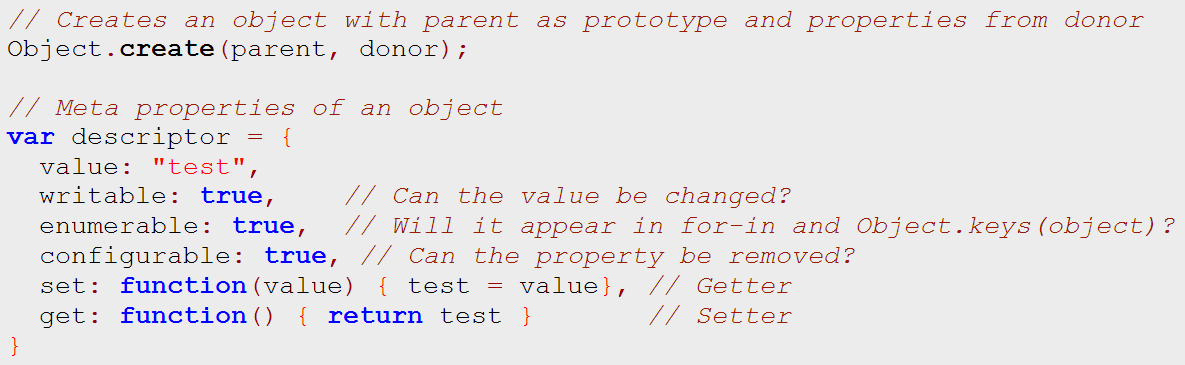 // Creates an object with parent as prototype and properties from donor
Object.create(parent, donor);

// Meta properties of an object
var descriptor = {
  value: "test",
  writable: true,    // Can the value be changed?
  enumerable: true,  // Will it appear in for-in and Object.keys(object)?
  configurable: true, // Can the property be removed?
  set: function(value) { test = value}, // Getter
  get: function() { return test }       // Setter
}